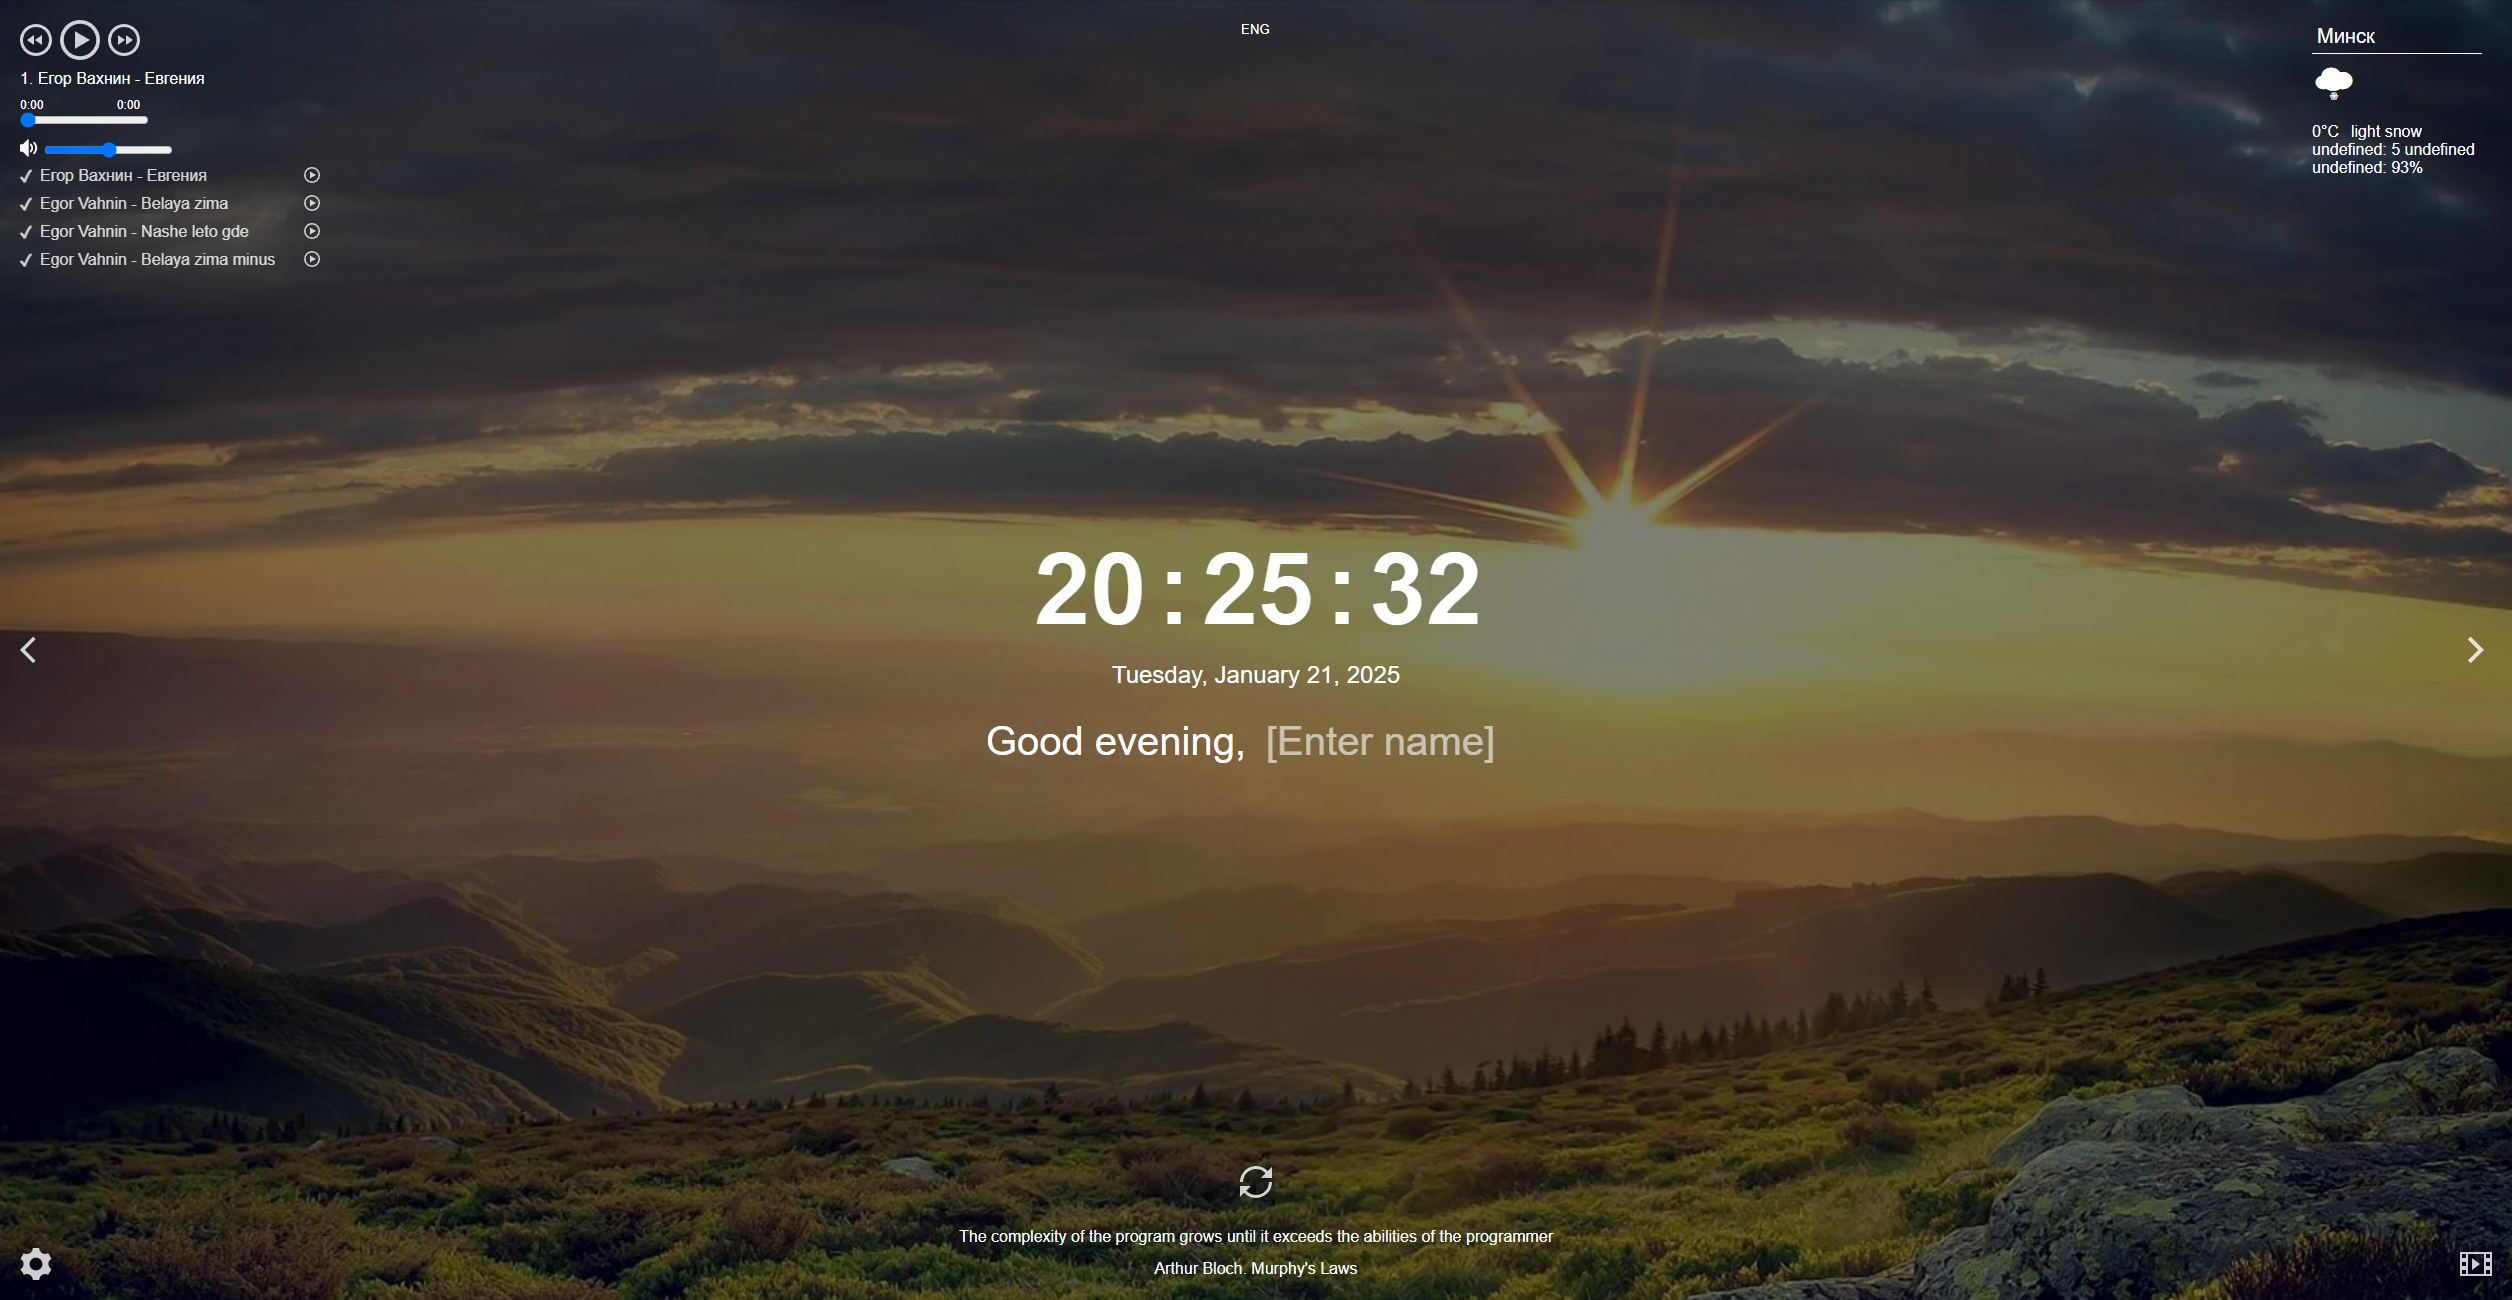 ENG
1. Егор Вахнин - Евгения
0:00 0:00
Егор Вахнин - Евгения
Egor Vahnin - Belaya zima
Egor Vahnin - Nashe leto gde
Egor Vahnin - Belaya zima minus
Минск
0°C light snow
undefined: 5 undefined
undefined: 93%
20:25:32
Tuesday, January 21, 2025
Good evening, [Enter name]
The complexity of the program grows until it exceeds the abilities of the programmer
Arthur Bloch. Murphy's Laws